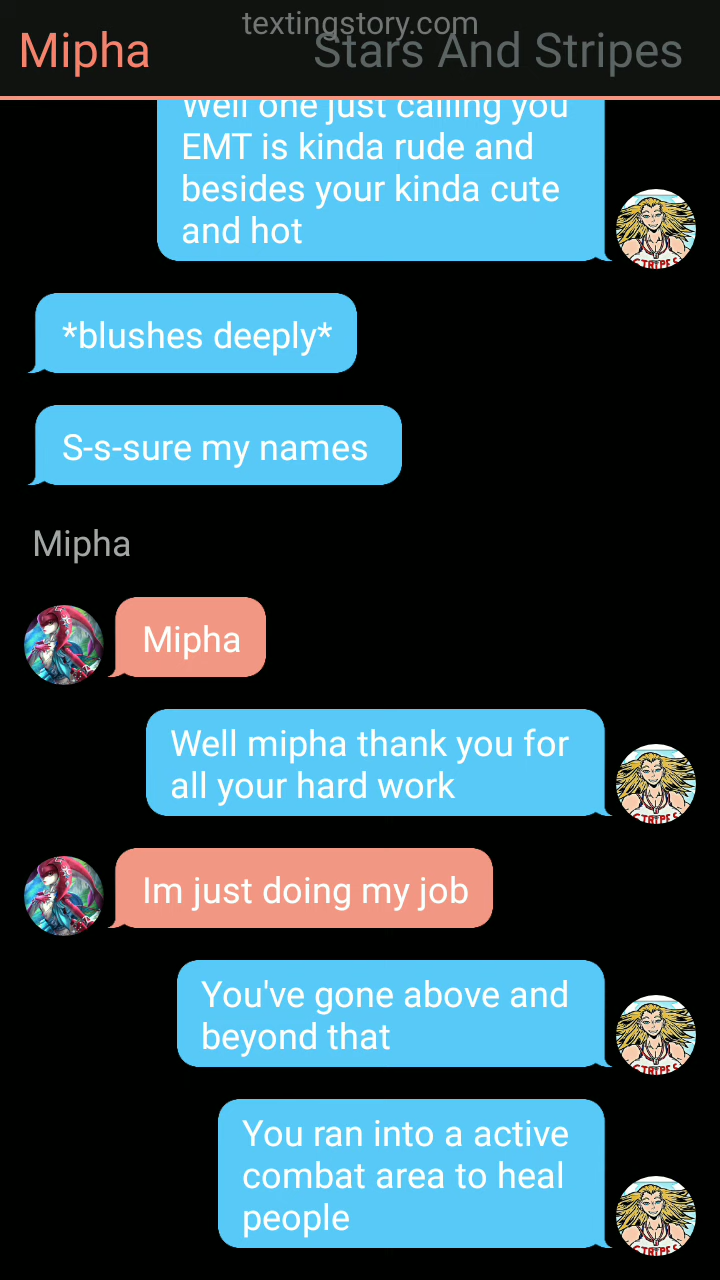 textingstory.com
Mipha
Stars And Stripes
Well one just calling you
EMT is kinda rude and
besides your kinda cute
and hot
*blushes deeply*
S-s-sure my names
Mipha
Mipha
Well mipha thank you for
all your hard work
Im just doing my job
You've gone above and
beyond that
You ran into a active
combat area to heal
people